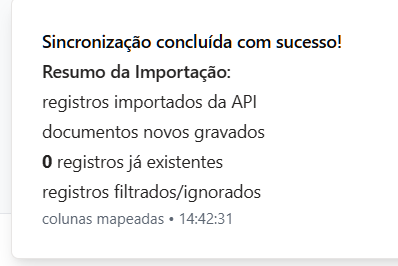 Sincronização concluída com sucesso!
Resumo da Importação:
registros importados da API
documentos novos gravados
0 registros já existentes
registros filtrados/ignorados
colunas mapeadas • 14:42:31